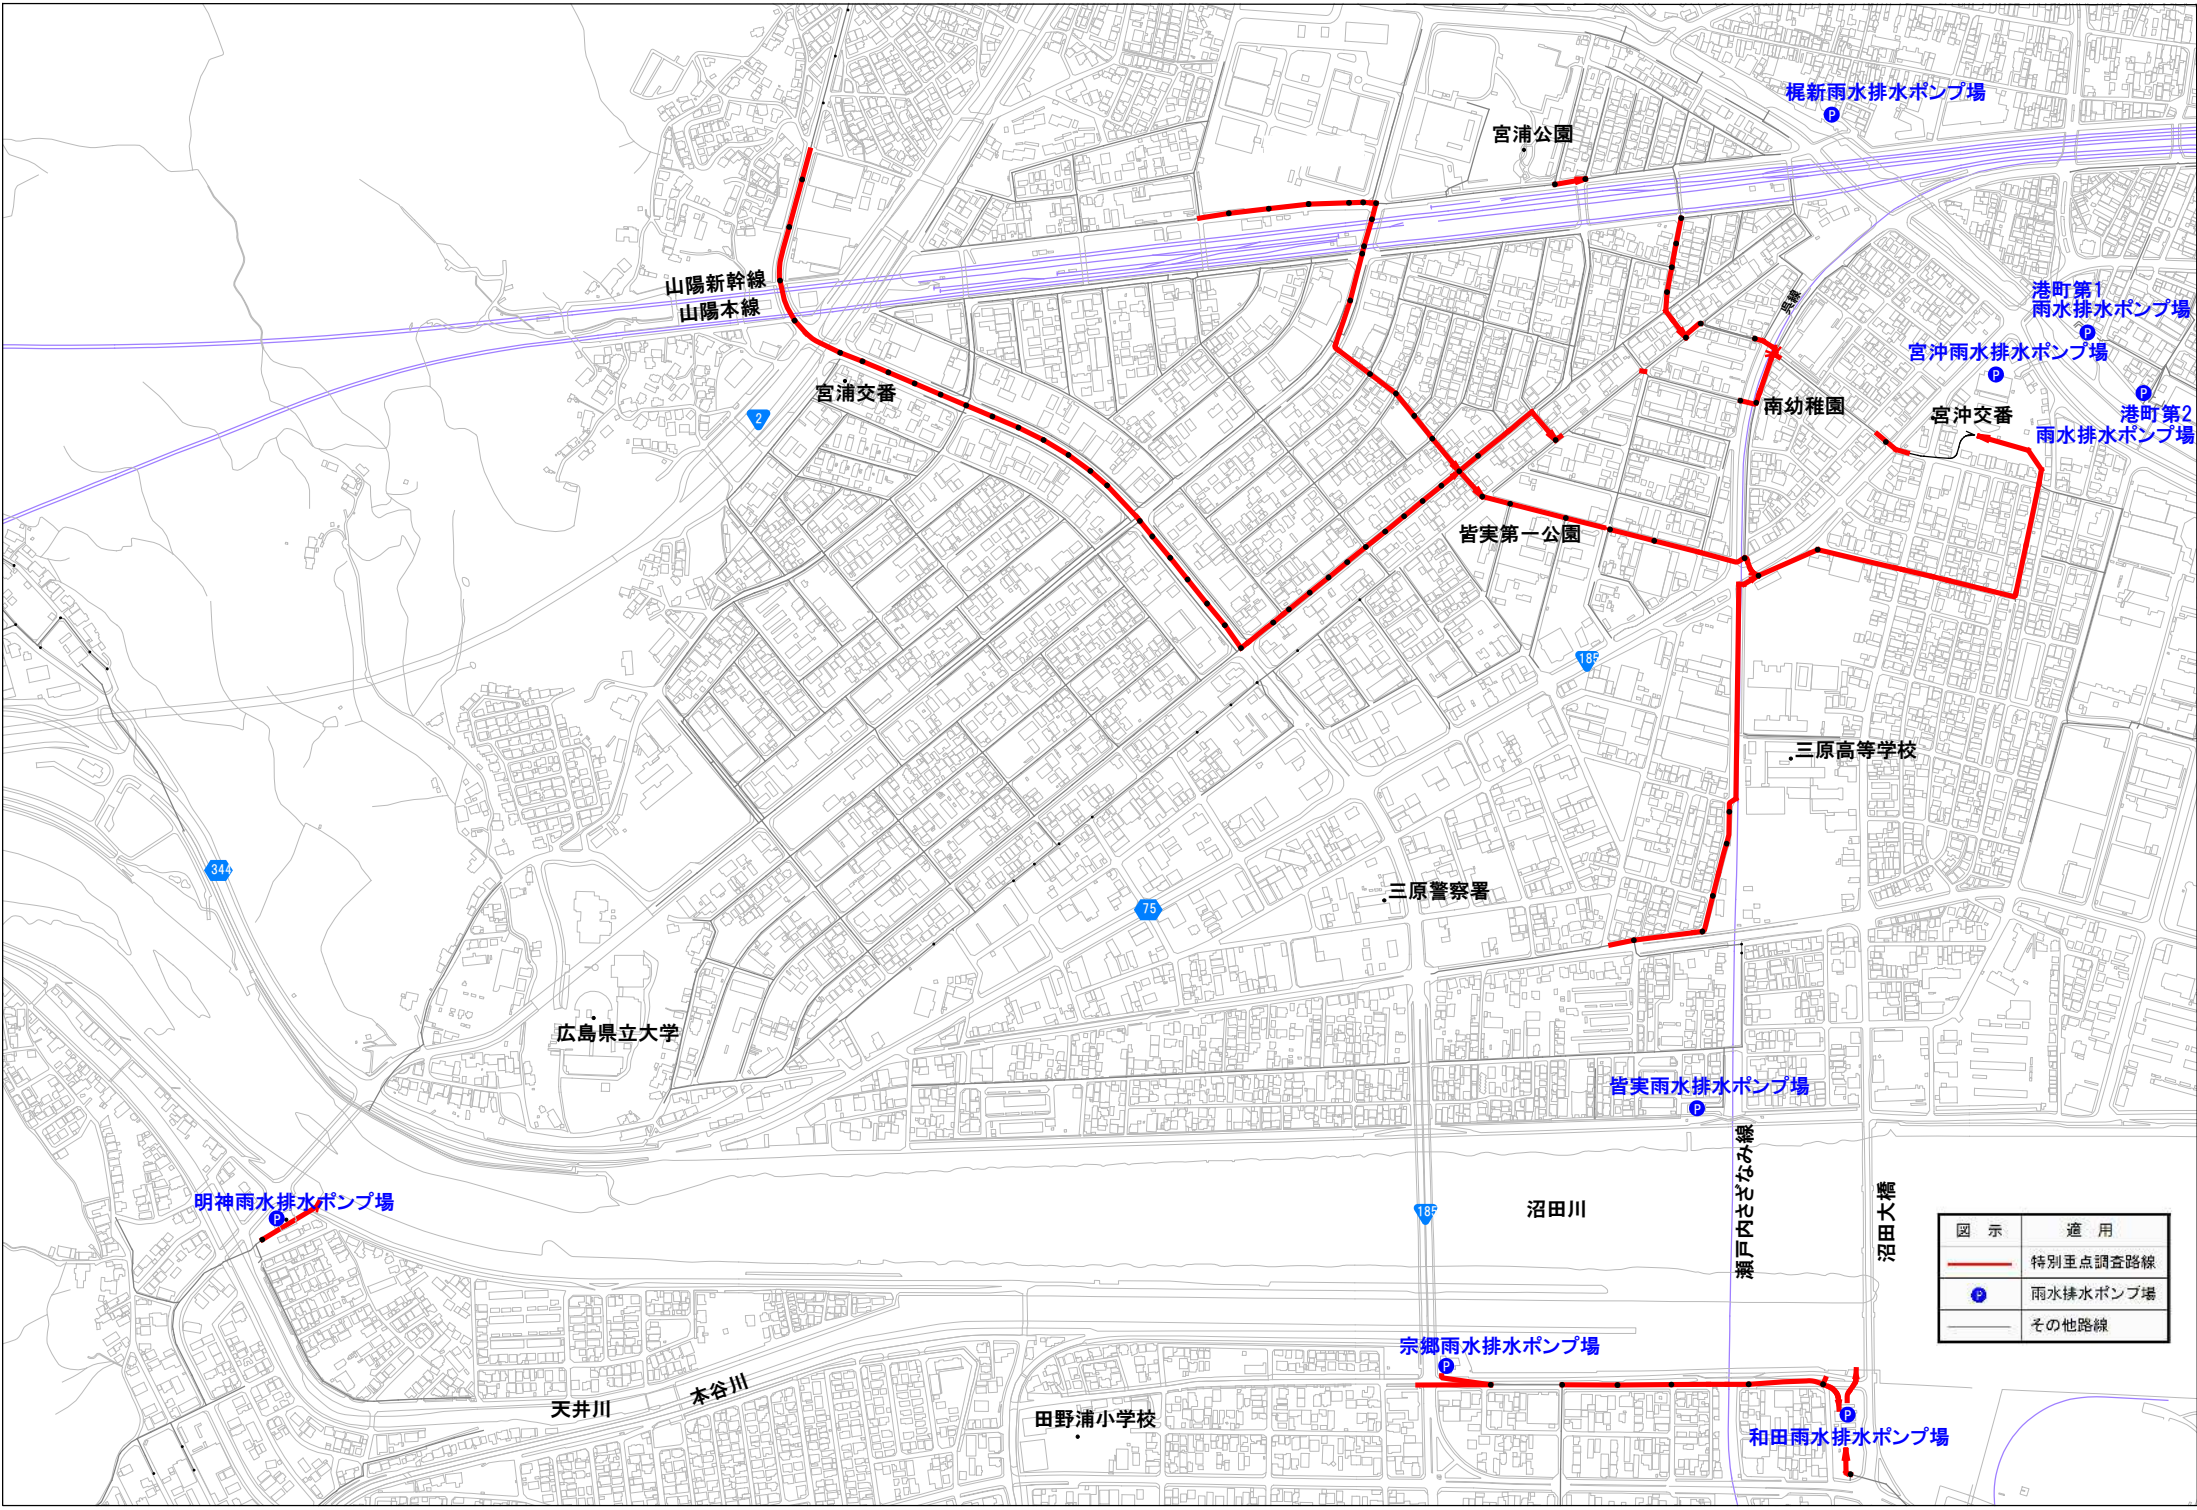 梶新雨水排水ポンプ場
P
宮浦公園
山陽新幹線
山陽本線
呉線
港町第1
雨水排水ポンプ場
P
宮沖雨水排水ポンプ場
P
宮浦交番
2
南幼稚園
宮沖交番
P
港町第2
雨水排水ポンプ場
皆実第一公園
185
三原高等学校
344
75
三原警察署
広島県立大学
皆実雨水排水ポンプ場
P
瀬戸内さざなみ線
明神雨水排水ポンプ場
P
185
沼田川
沼田大橋
図示 適用
特別重点調査路線
P 雨水排水ポンプ場
その他路線
宗郷雨水排水ポンプ場
P
天井川
本谷川
田野浦小学校
P
和田雨水排水ポンプ場